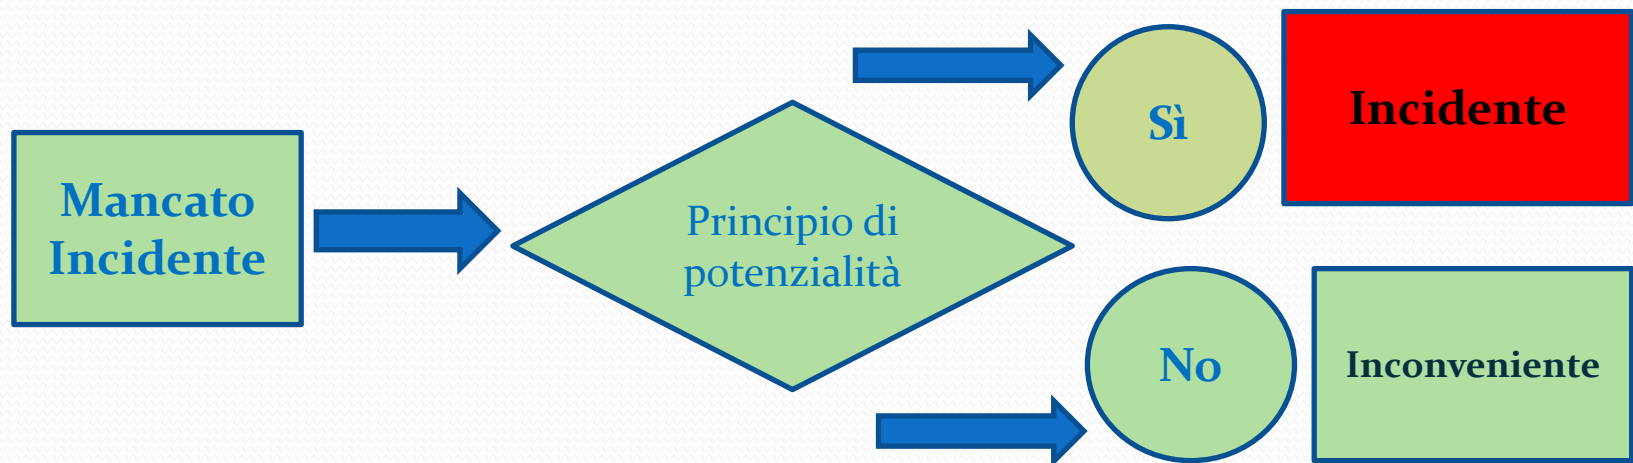 Mancato
Incidente
Principio di
potenzialità
Sì
Incidente
No
Inconveniente